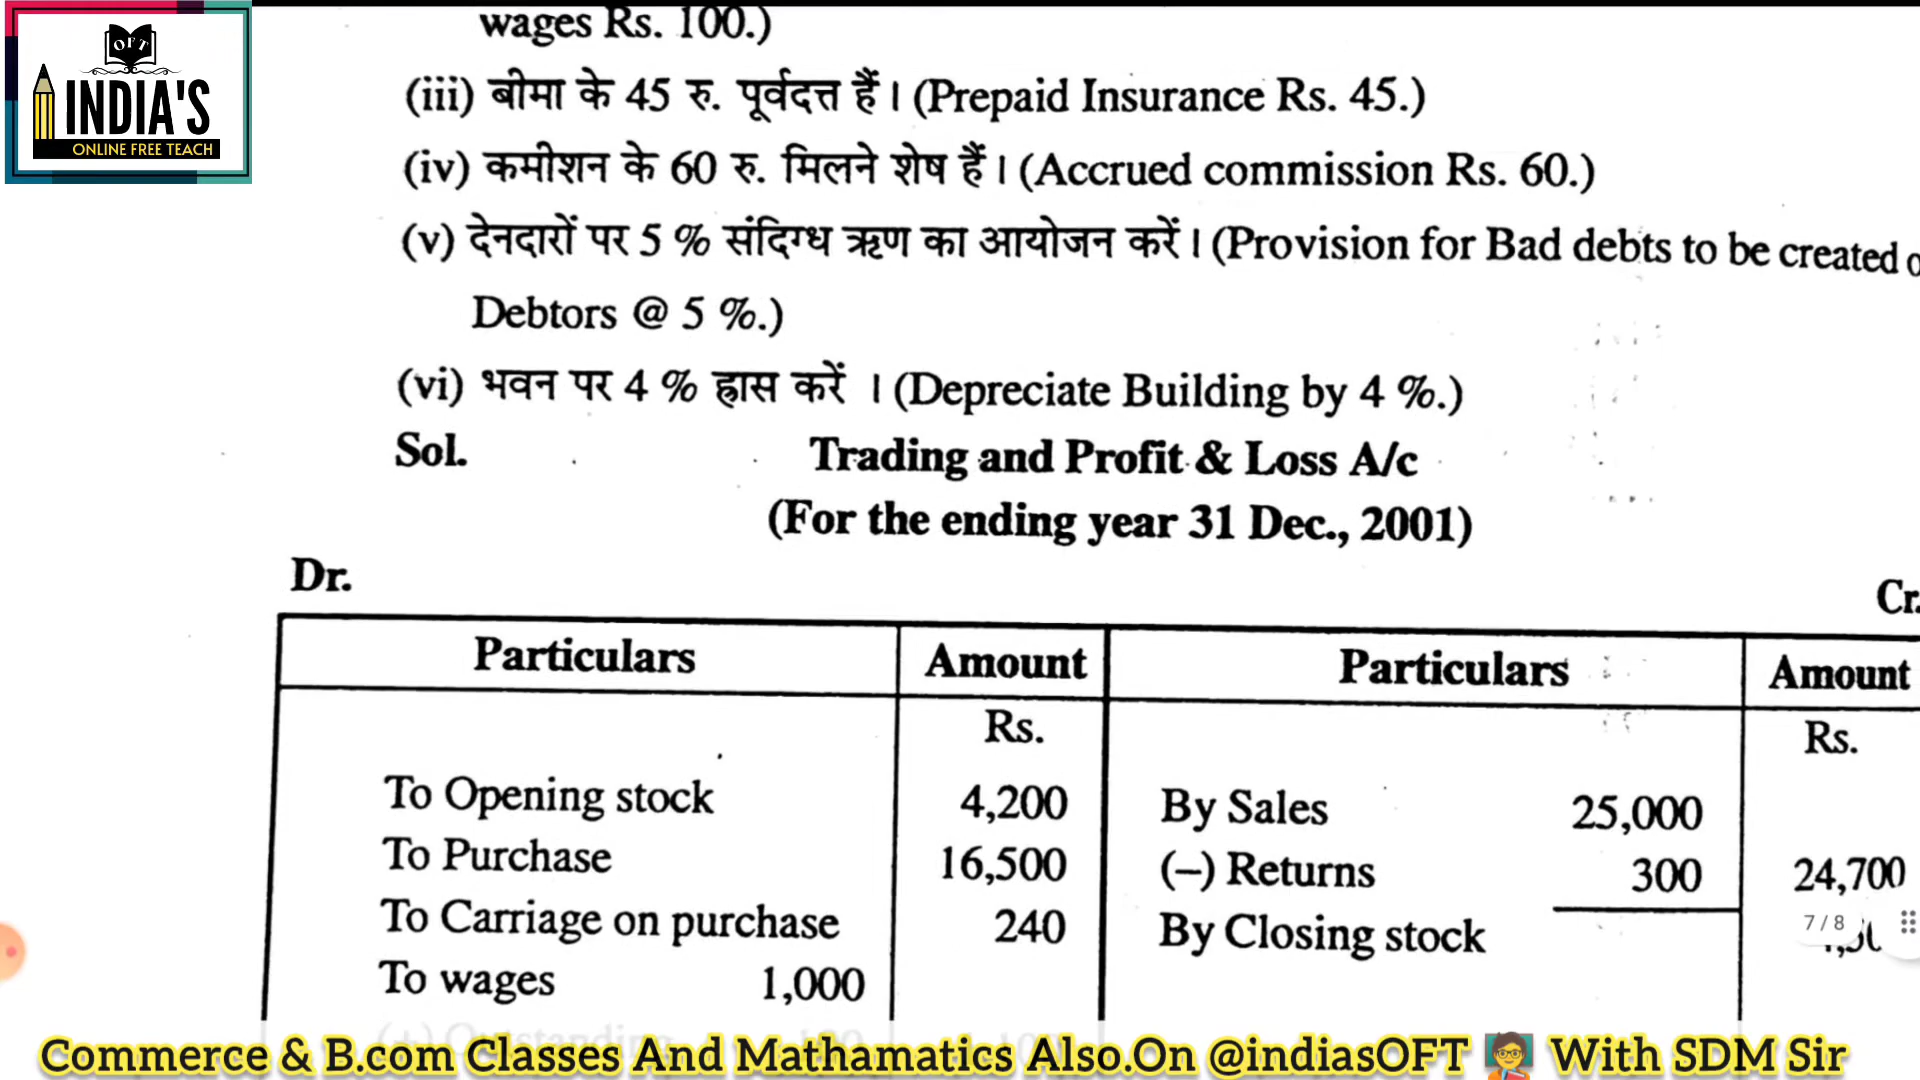 OFT
INDIA'S
ONLINE FREE TEACH
wages Rs. 100.)
(iii) बीमा के 45 रु. पूर्वदत्त हैं। (Prepaid Insurance Rs. 45.)
(iv) कमीशन के 60 रु. मिलने शेष हैं। (Accrued commission Rs. 60.)
(v) देनदारों पर 5 % संदिग्ध ऋण का आयोजन करें। (Provision for Bad debts to be created
Debtors @ 5 %.)
(vi) भवन पर 4 % ह्रास करें । (Depreciate Building by 4 %.)
Sol. Trading and Profit & Loss A/c
(For the ending year 31 Dec., 2001)
Dr. Cr.
Particulars Amount Particulars Amount
Rs. Rs.
To Opening stock 4,200 By Sales 25,000
To Purchase 16,500 (–) Returns 300 24,700
To Carriage on purchase 240 By Closing stock
7 / 8
To wages 1,000
Commerce & B.com Classes And Mathamatics Also.On @indiasOFT With SDM Sir